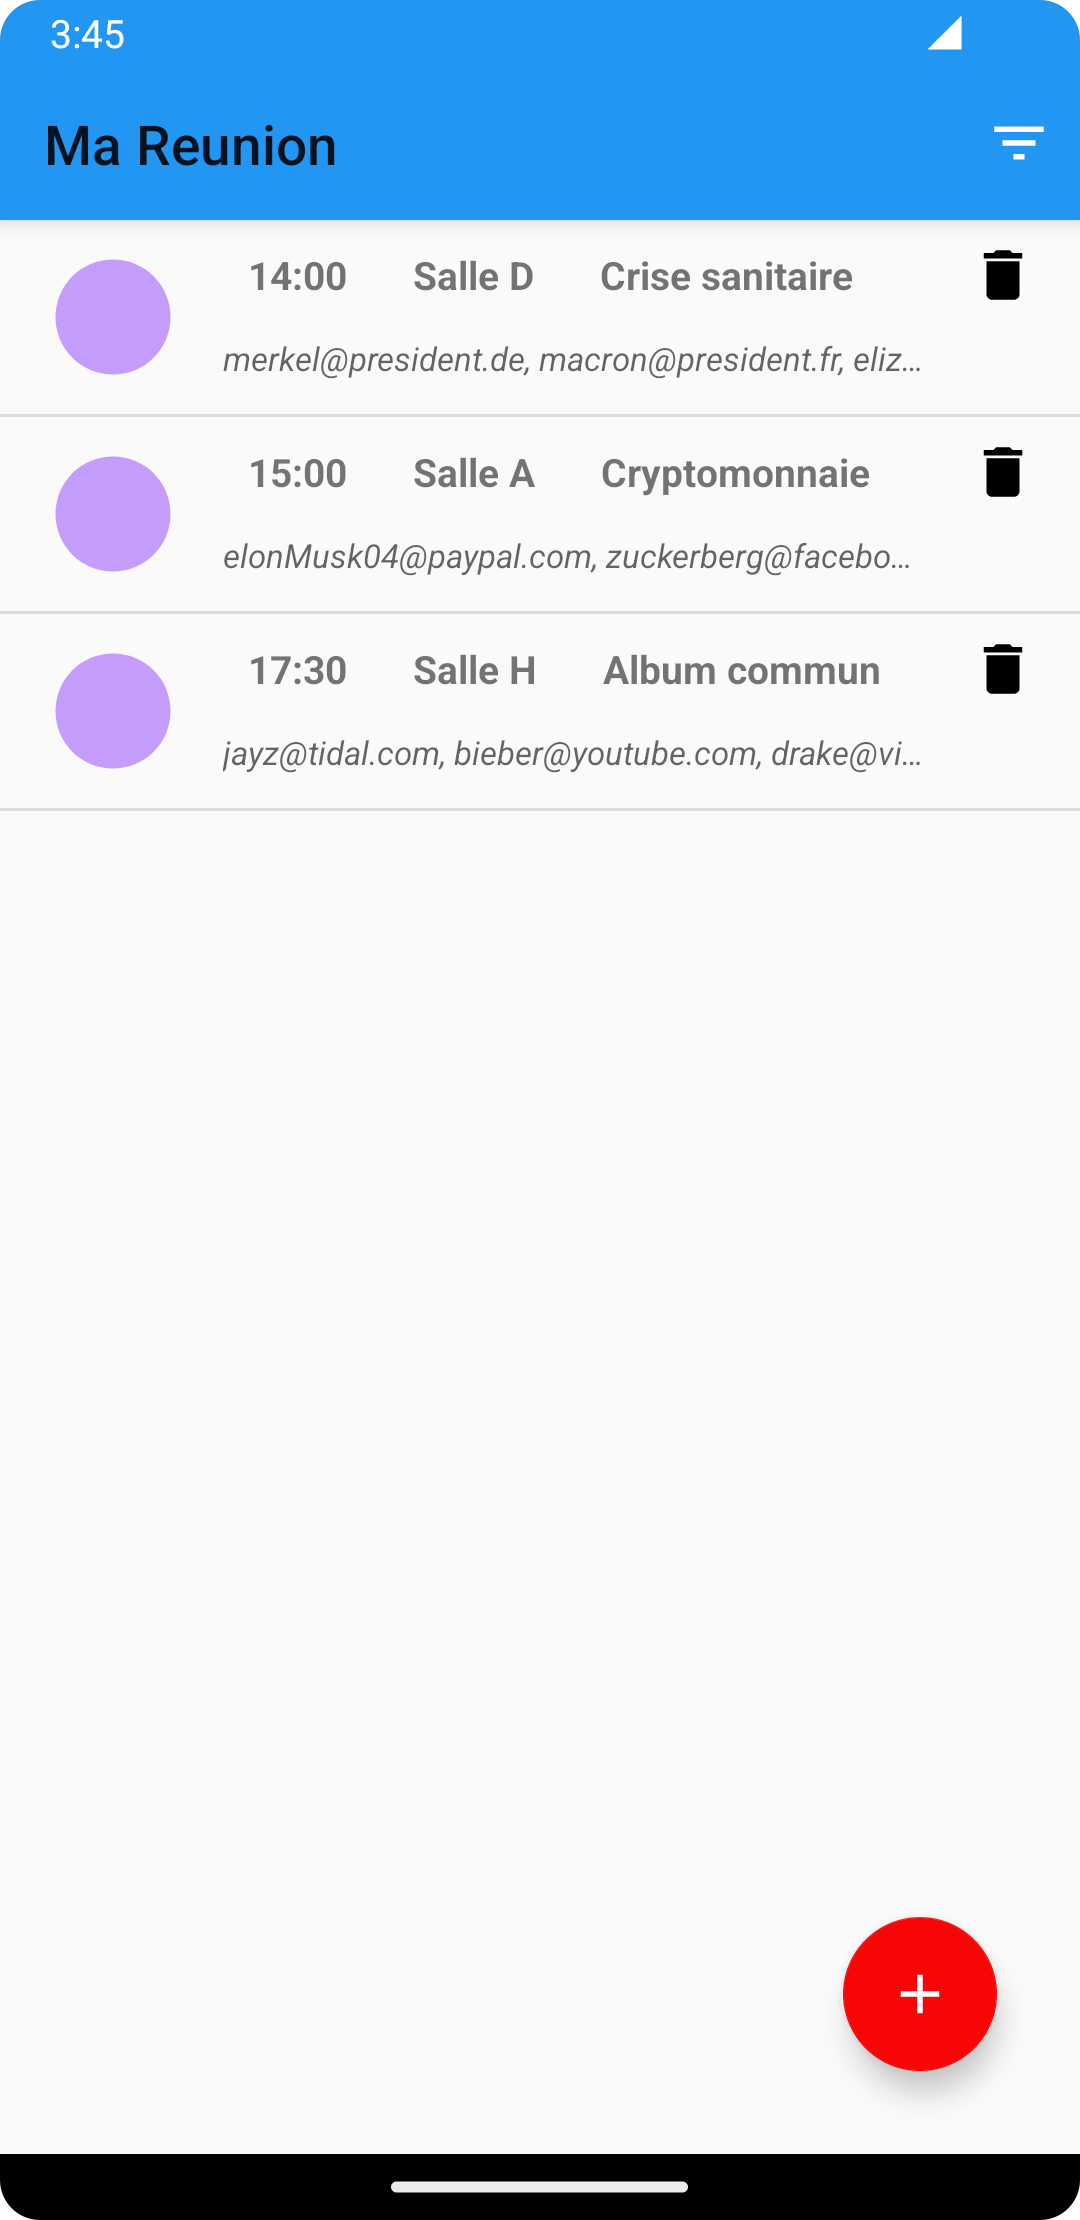 3:45
Ma Reunion
14:00 Salle D Crise sanitaire
merkel@president.de, macron@president.fr, eliz...
15:00 Salle A Cryptomonnaie
elonMusk04@paypal.com, zuckerberg@facebo...
17:30 Salle H Album commun
jayz@tidal.com, bieber@youtube.com, drake@vi...